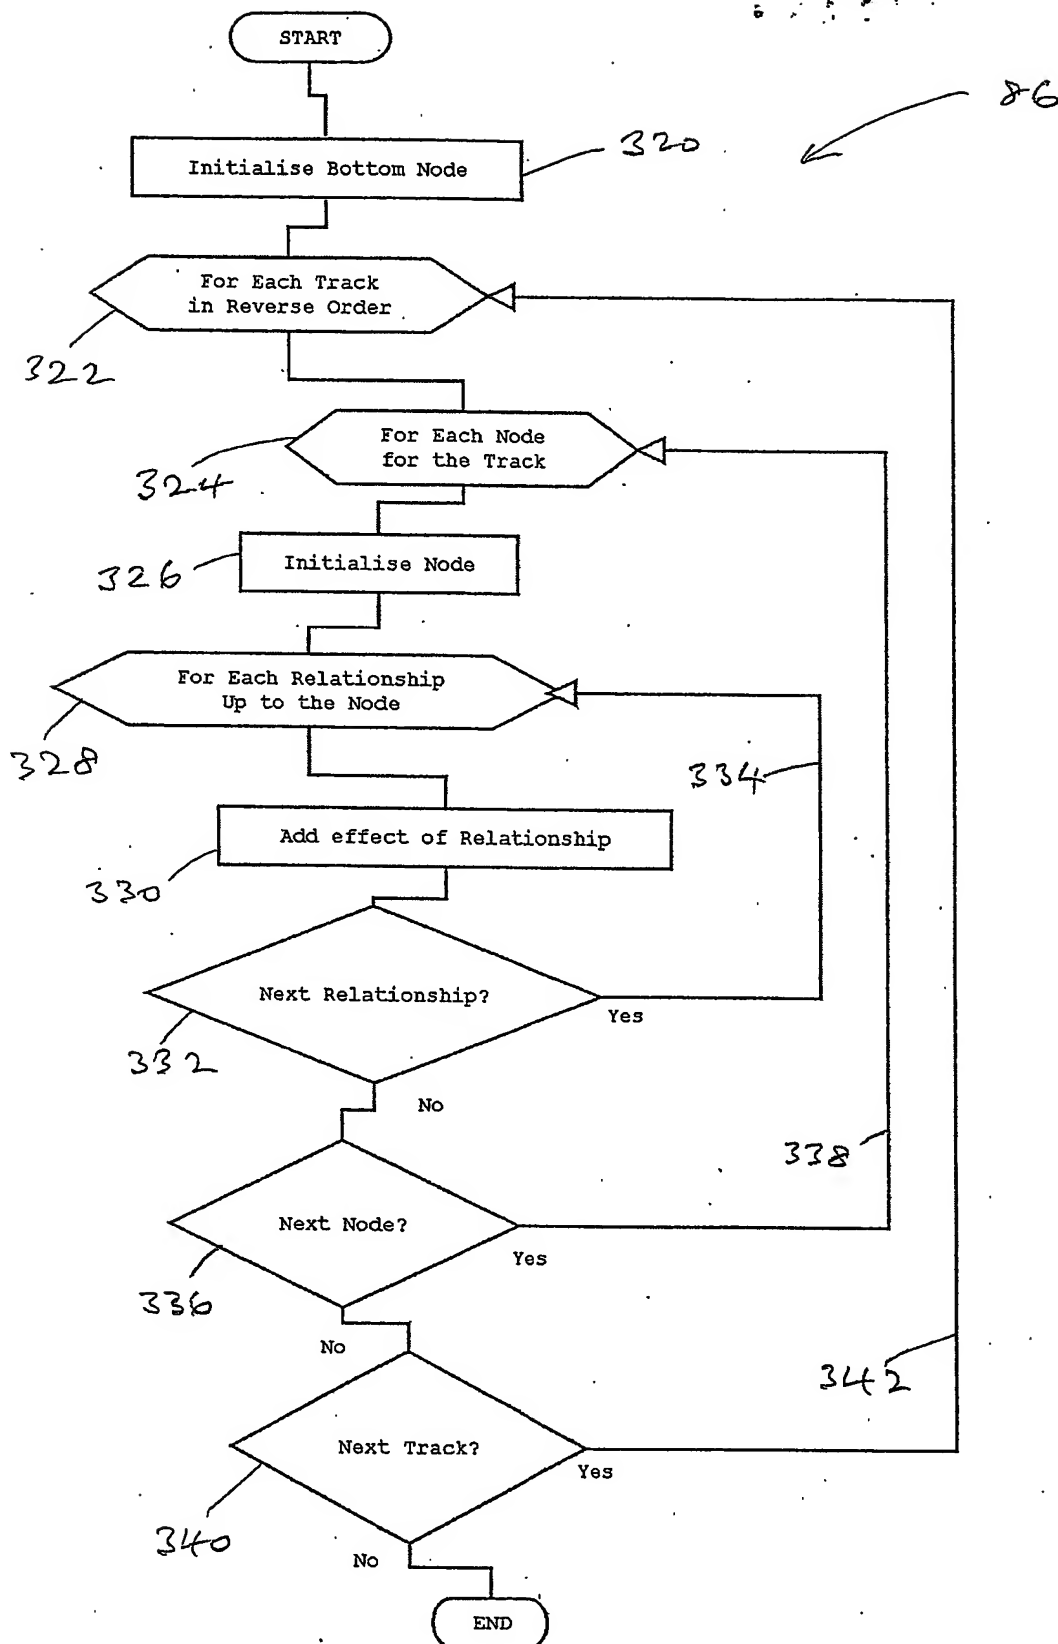 START
86
Initialise Bottom Node
320
For Each Track
in Reverse Order
322
For Each Node
for the Track
324
Initialise Node
326
For Each Relationship
Up to the Node
328
334
Add effect of Relationship
330
Next Relationship?
Yes
332
No
338
Next Node?
Yes
336
No
342
Next Track?
Yes
340
No
END